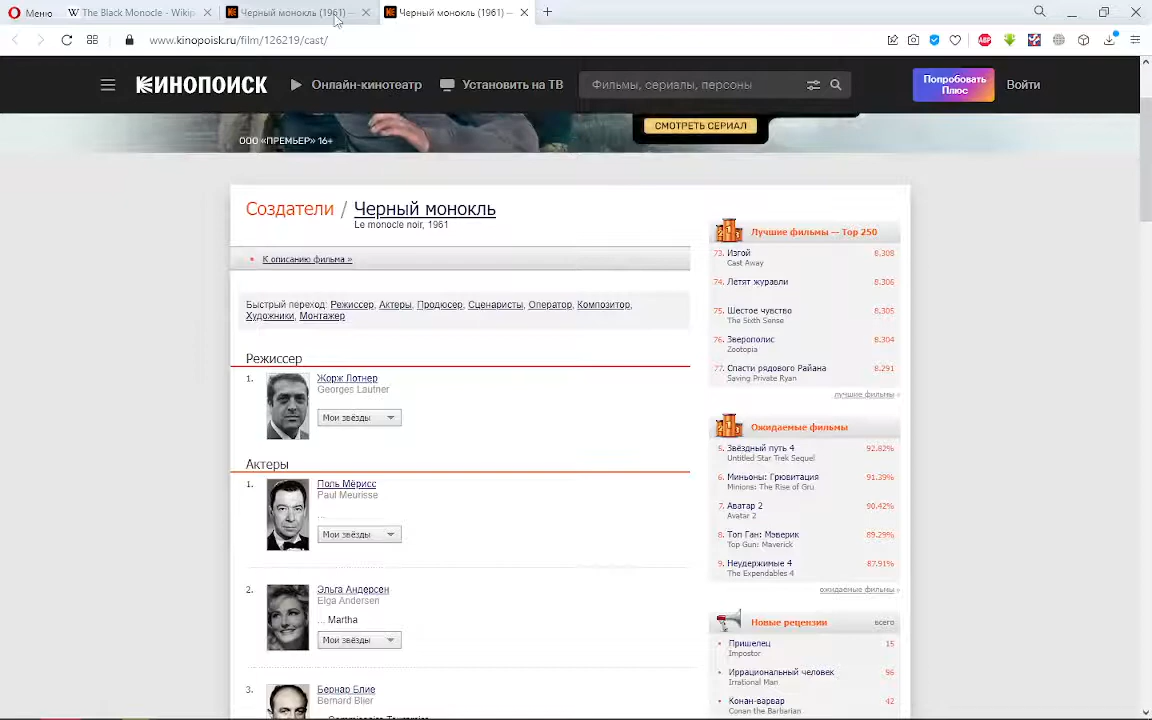 Меню
W The Black Monocle - Wikip
Черный монокль (1961) —
Черный монокль (1961) —
www.kinopoisk.ru/film/126219/cast/
ABP
КИНОПОИСК
Онлайн-кинотеатр
Установить на ТВ
Фильмы, сериалы, персоны
Попробовать
Плюс
Войти
СМОТРЕТЬ СЕРИАЛ
ООО «ПРЕМЬЕР» 16+
Создатели / Черный монокль
Le monocle noir, 1961
К описанию фильма »
Быстрый переход: Режиссер, Актеры, Продюсер, Сценаристы, Оператор, Композитор,
Художники, Монтажер
Режиссер
1. Жорж Лотнер
Georges Lautner
Мои звёзды
Актеры
1. Поль Мёрисс
Paul Meurisse
...
Мои звёзды
2. Эльга Андерсен
Elga Andersen
... Martha
Мои звёзды
3. Бернар Блие
Bernard Blier
Лучшие фильмы — Top 250
73. Изгой 8.308
Cast Away
74. Летят журавли 8.306
75. Шестое чувство 8.305
The Sixth Sense
76. Зверополис 8.304
Zootopia
77. Спасти рядового Райана 8.291
Saving Private Ryan
лучшие фильмы »
Ожидаемые фильмы
5. Звёздный путь 4 92.82%
Untitled Star Trek Sequel
6. Миньоны: Грювитация 91.39%
Minions: The Rise of Gru
7. Аватар 2 90.42%
Avatar 2
8. Топ Ган: Мэверик 89.29%
Top Gun: Maverick
9. Неудержимые 4 87.91%
The Expendables 4
ожидаемые фильмы »
Новые рецензии всего
Пришелец 15
Impostor
Иррациональный человек 96
Irrational Man
Конан-варвар 42
Conan the Barbarian